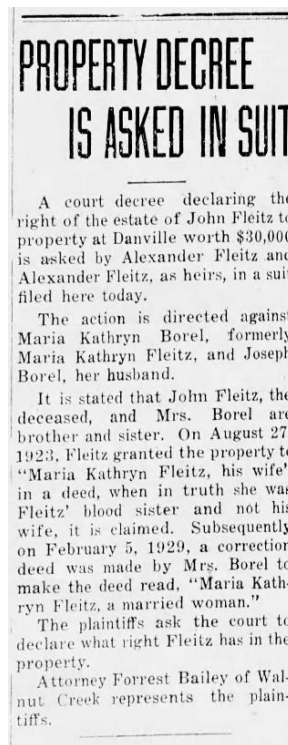 PROPERTY DECREE
IS ASKED IN SUIT
A court decree declaring the
right of the estate of John Fleitz to
property at Danville worth $30,000
is asked by Alexander Fleitz and
Alexander Fleitz, as heirs, in a suit
filed here today.
The action is directed against
Maria Kathryn Borel, formerly
Maria Kathryn Fleitz, and Joseph
Borel, her husband.
It is stated that John Fleitz, the
deceased, and Mrs. Borel are
brother and sister. On August 27,
1923, Fleitz granted the property to
"Maria Kathryn Fleitz, his wife"
in a deed, when in truth she was
Fleitz' blood sister and not his
wife, it is claimed. Subsequently
on February 5, 1929, a correction
deed was made by Mrs. Borel to
make the deed read, "Maria Kath-
ryn Fleitz, a married woman."
The plaintiffs ask the court to
declare what right Fleitz has in the
property.
Attorney Forrest Bailey of Wal-
nut Creek represents the plain-
tiffs.